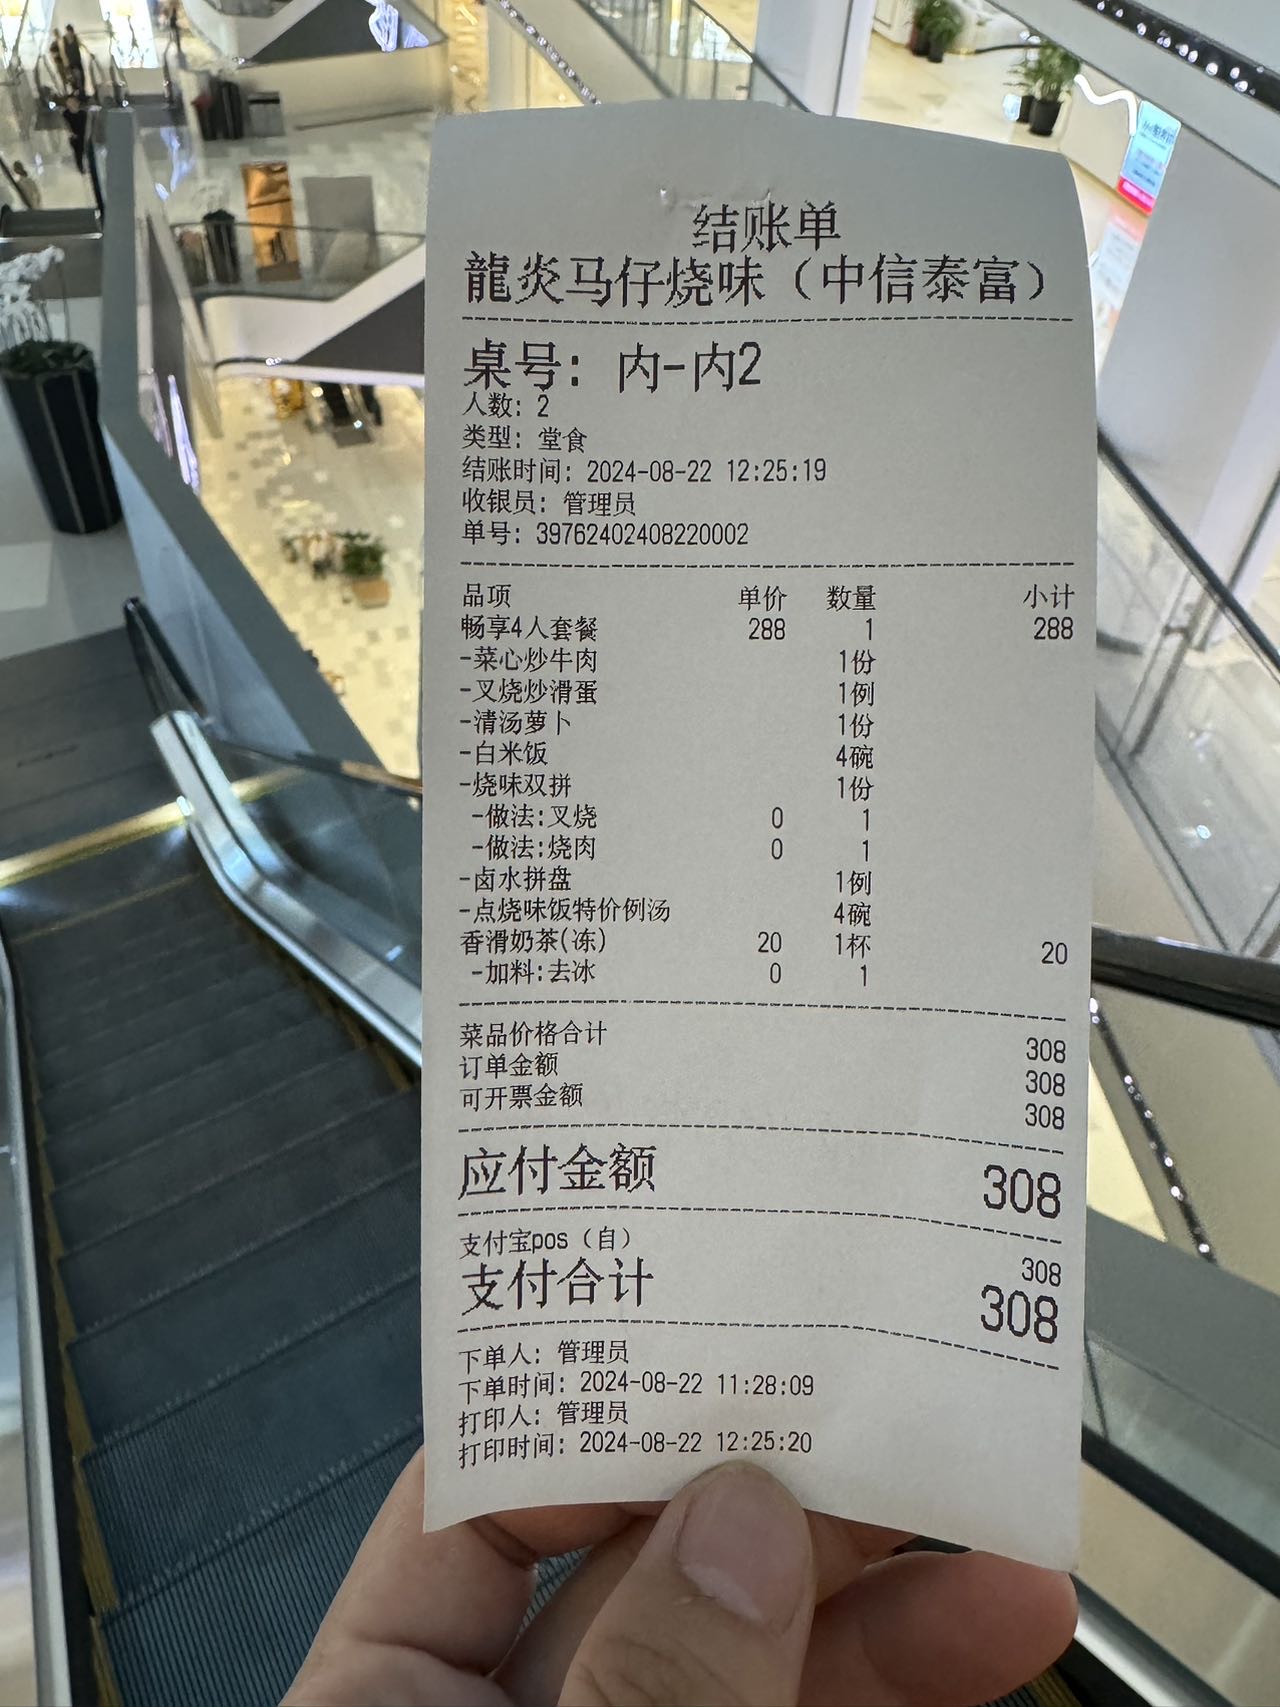 结账单
龍炎马仔烧味（中信泰富）
桌号： 内-内2
人数：2
类型：堂食
结账时间：2024-08-22 12:25:19
收银员：管理员
单号：39762402408220002
品项 单价 数量 小计
畅享4人套餐 288 1 288
-菜心炒牛肉 1份
-叉烧炒滑蛋 1例
-清汤萝卜 1份
-白米饭 4碗
-烧味双拼 1份
-做法:叉烧 0 1
-做法:烧肉 0 1
-卤水拼盘 1例
-点烧味饭特价例汤 4碗
香滑奶茶(冻) 20 1杯 20
-加料:去冰 0 1
菜品价格合计 308
订单金额 308
可开票金额 308
应付金额 308
支付宝pos（自） 308
支付合计 308
下单人：管理员
下单时间：2024-08-22 11:28:09
打印人：管理员
打印时间：2024-08-22 12:25:20